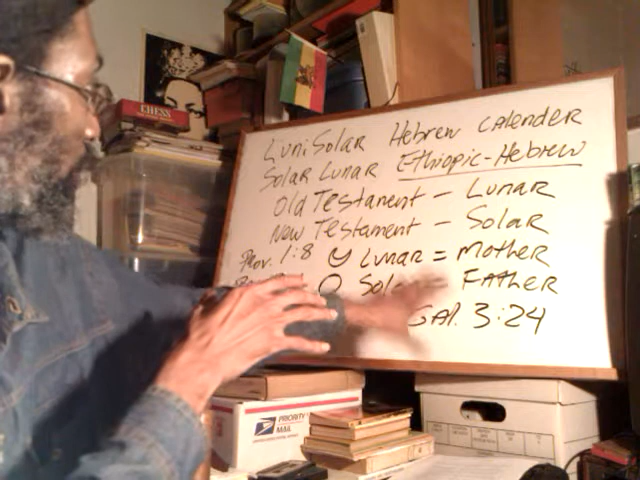 LuniSolar Hebrew Calender
Solar Lunar Ethiopic-Hebrew
Old Testament - Lunar
New Testament - Solar
Prov. 1:8 Lunar = Mother
Father
Gal. 3:24
CHESS
PRIORITY
MAIL